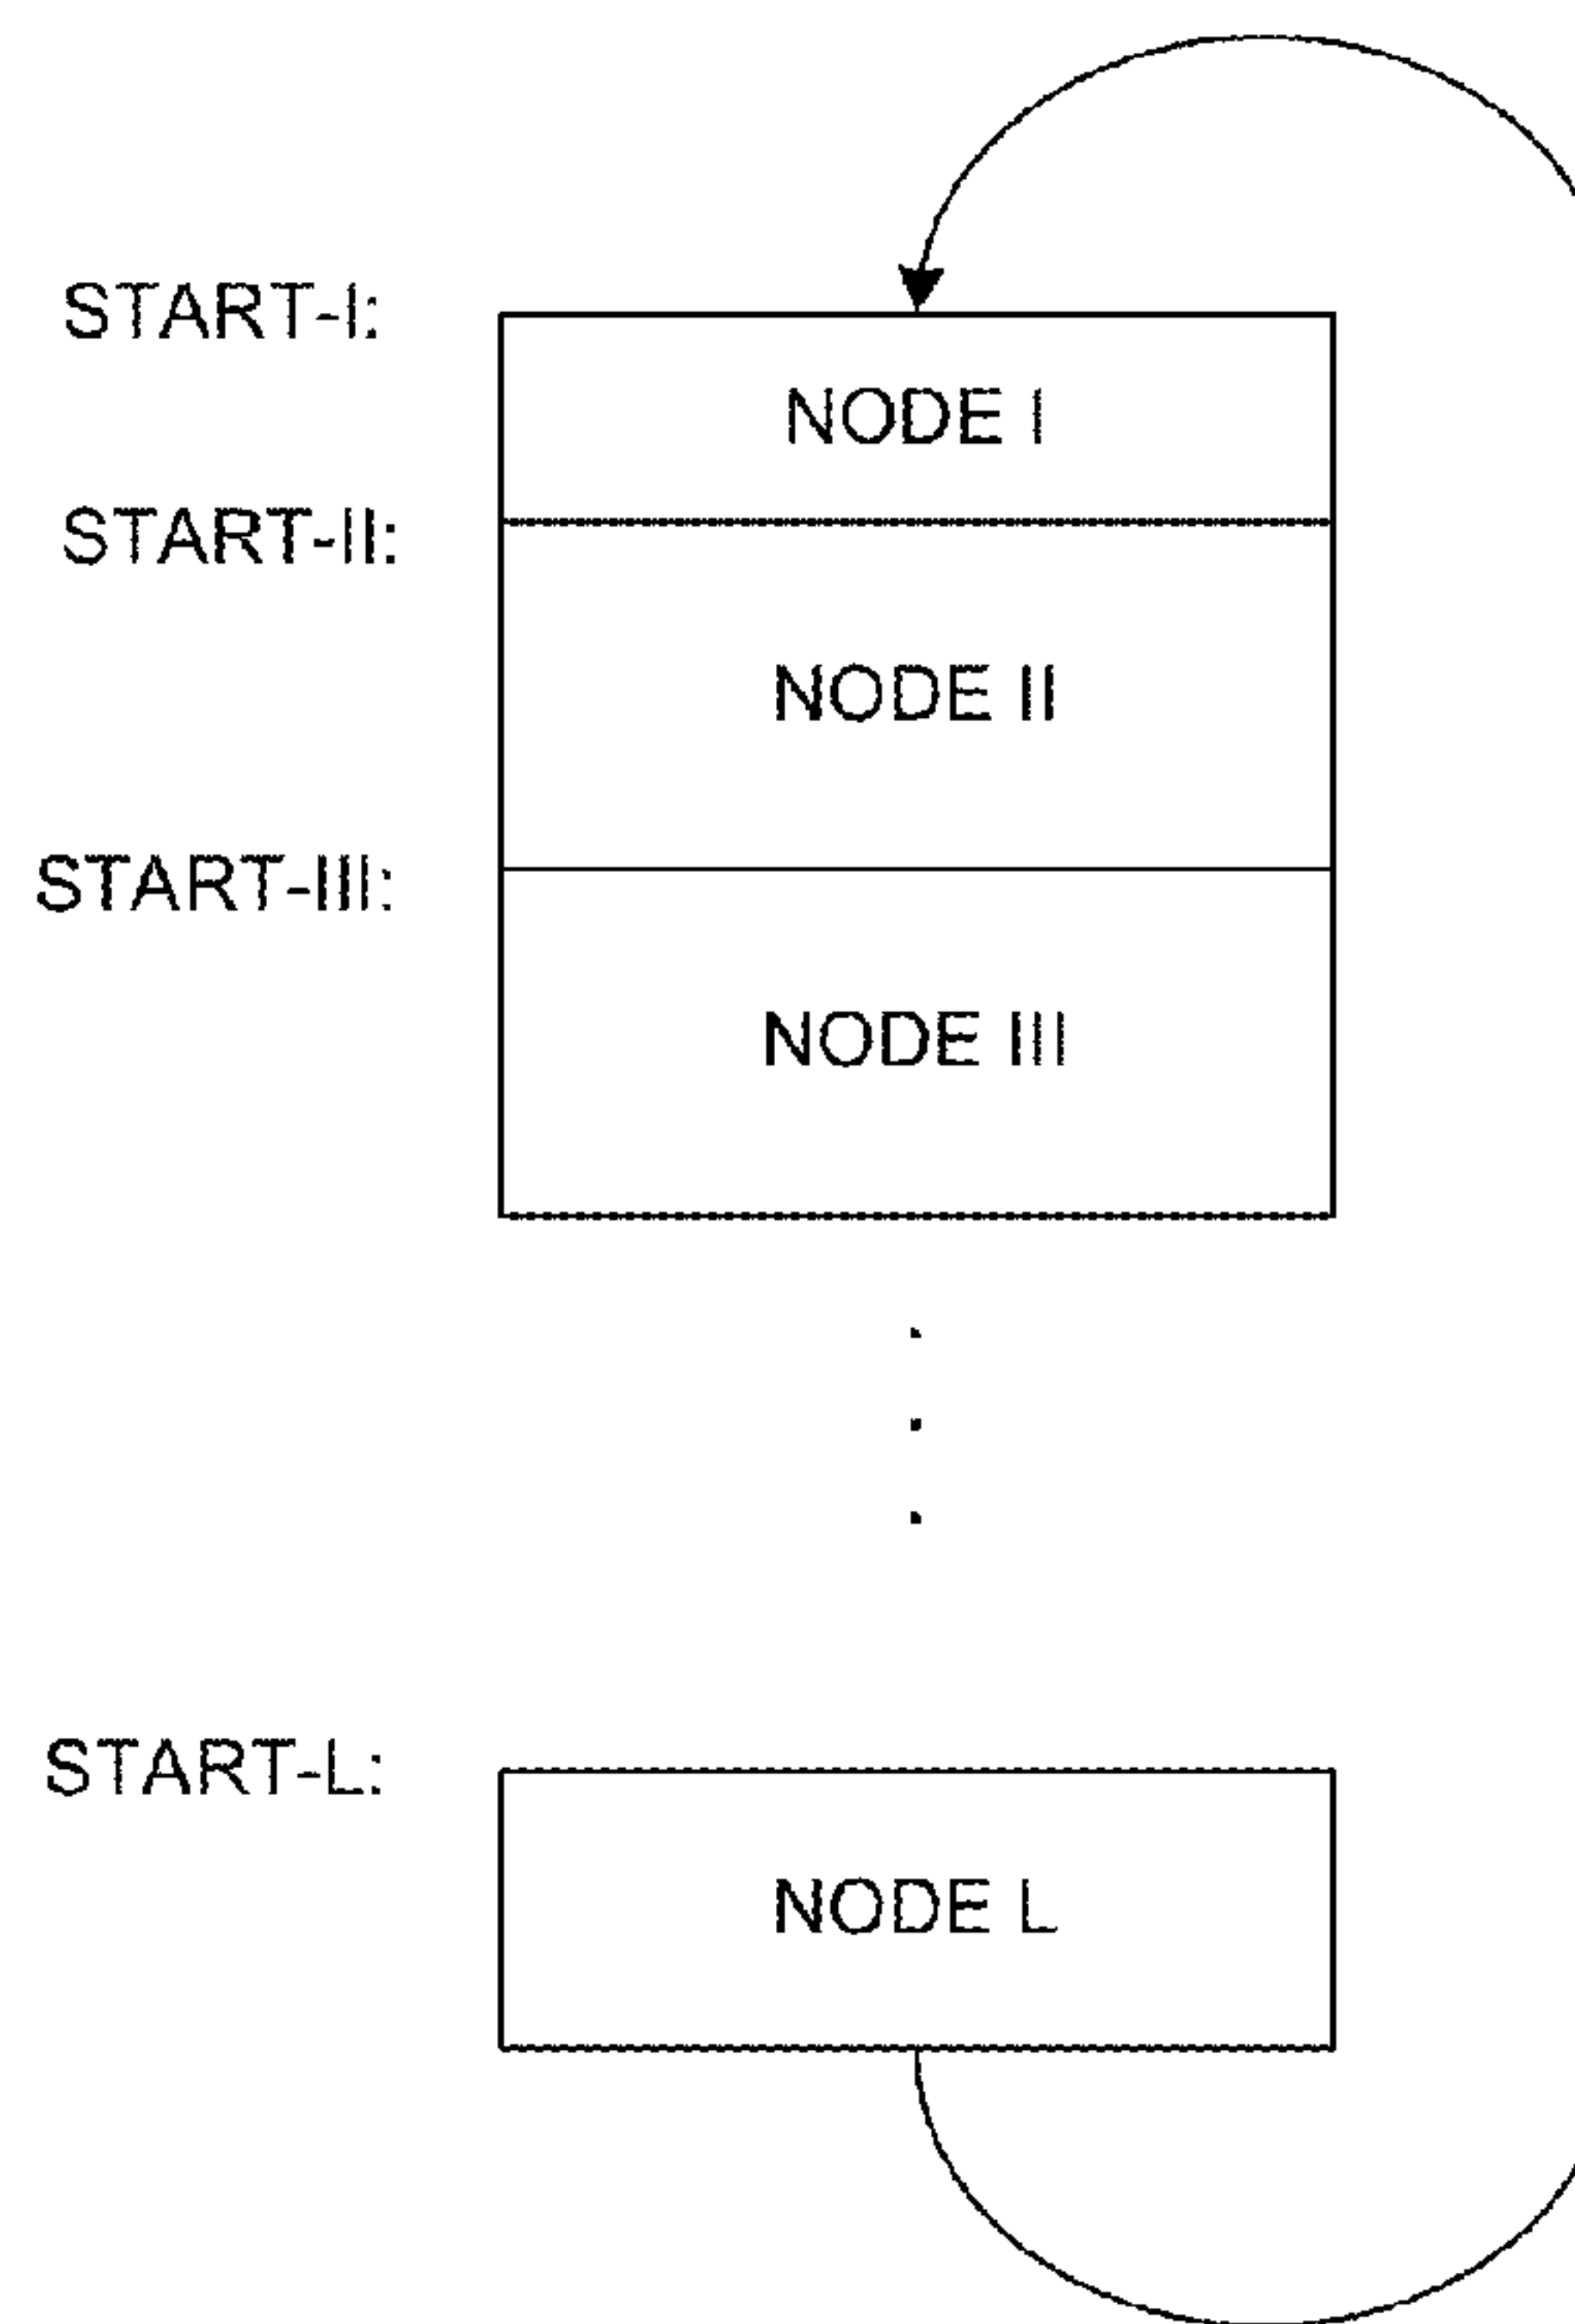 START-I:
NODE I
START-II:
NODE II
START-III:
NODE III
START-L:
NODE L